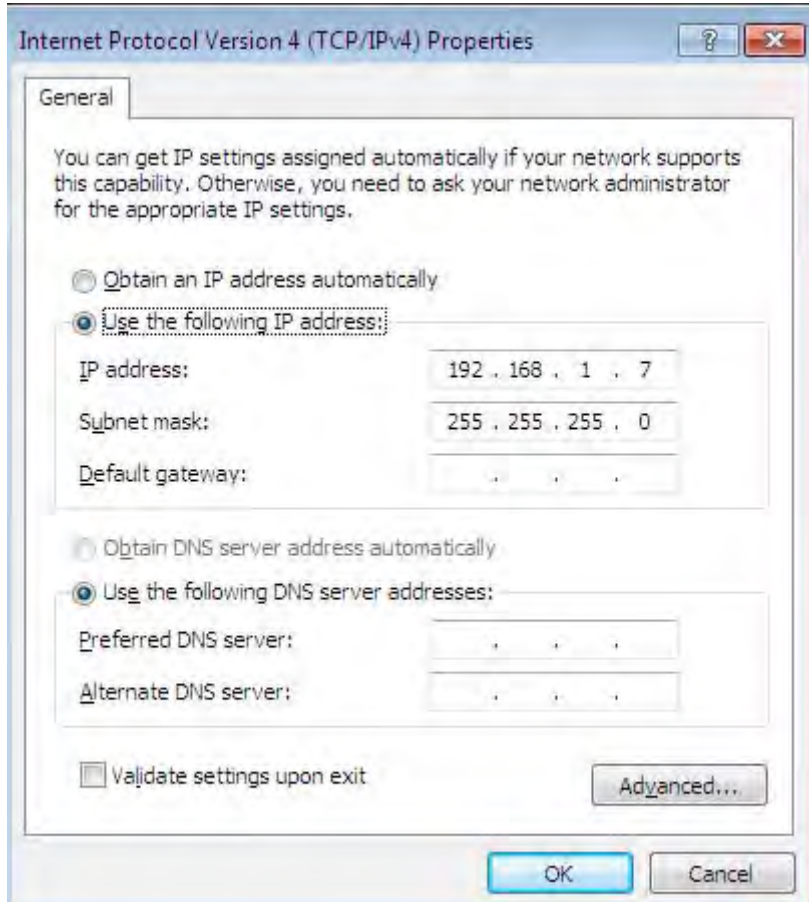 Internet Protocol Version 4 (TCP/IPv4) Properties
General
You can get IP settings assigned automatically if your network supports
this capability. Otherwise, you need to ask your network administrator
for the appropriate IP settings.
Obtain an IP address automatically
Use the following IP address:
IP address: 192 . 168 . 1 . 7
Subnet mask: 255 . 255 . 255 . 0
Default gateway: . . .
Obtain DNS server address automatically
Use the following DNS server addresses:
Preferred DNS server: . . .
Alternate DNS server: . . .
Validate settings upon exit
Advanced...
OK Cancel